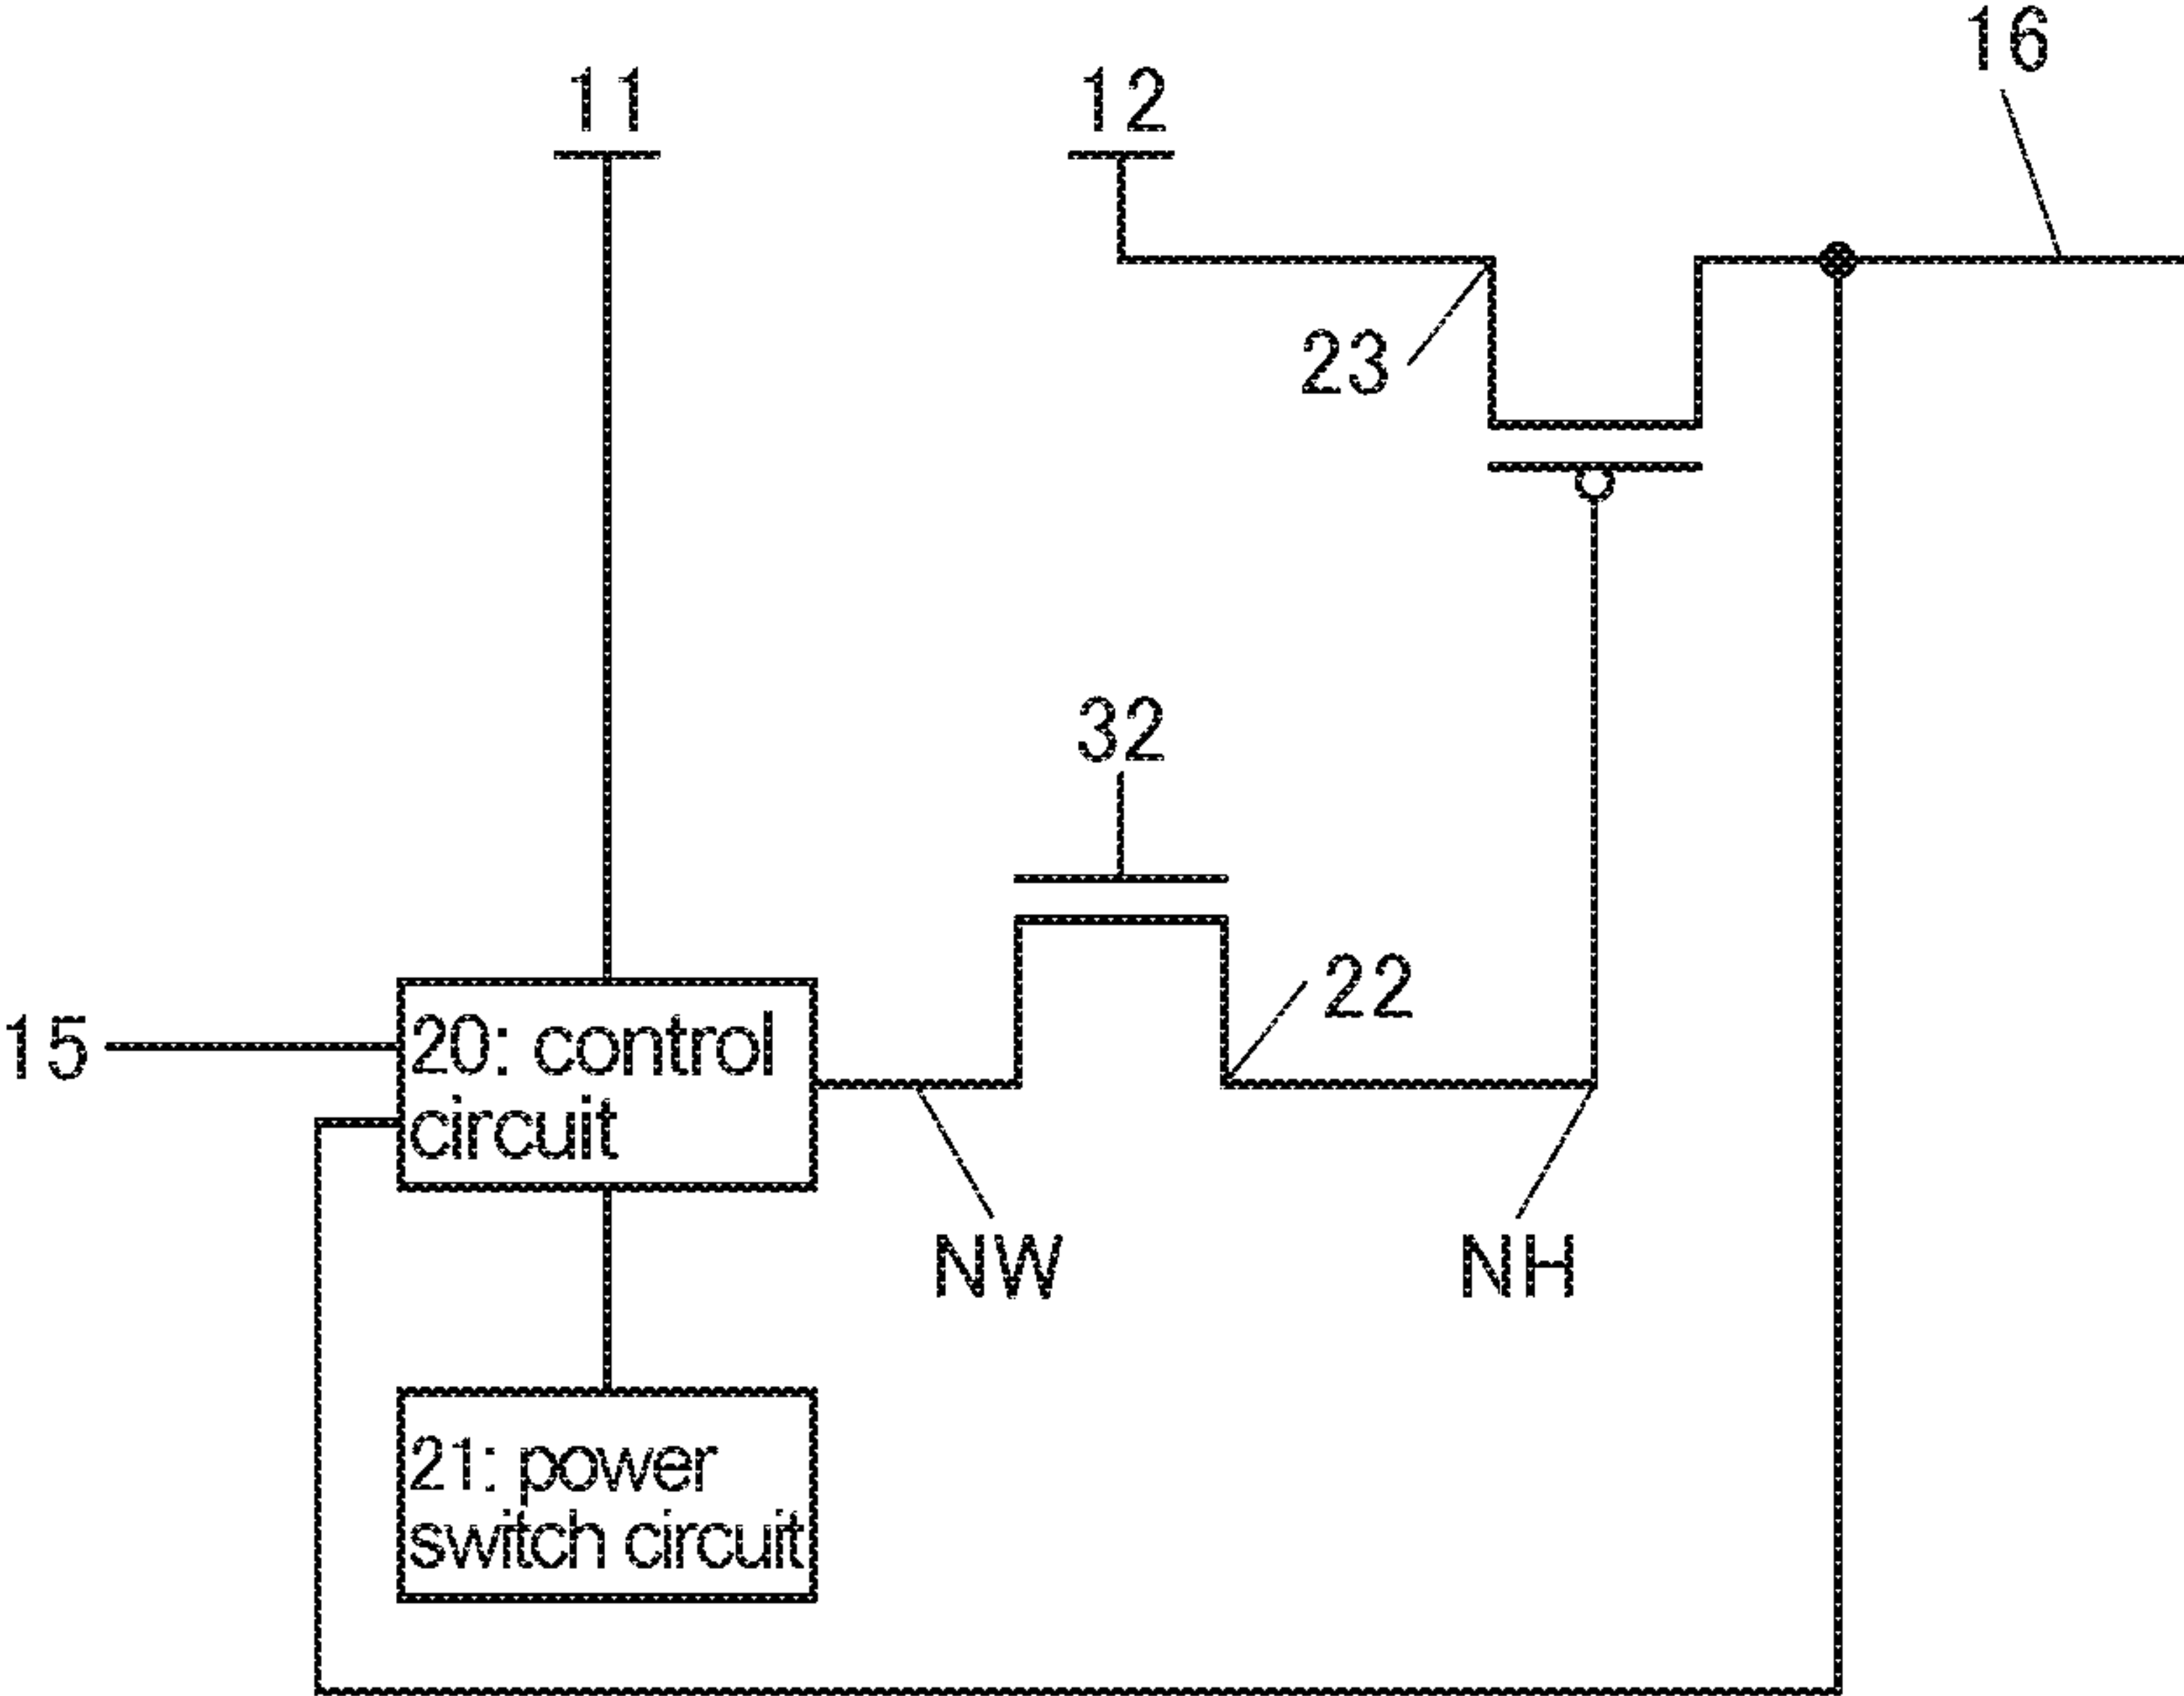 16
11
12
23
32
22
15
20: control
circuit
NW
NH
21: power
switch circuit